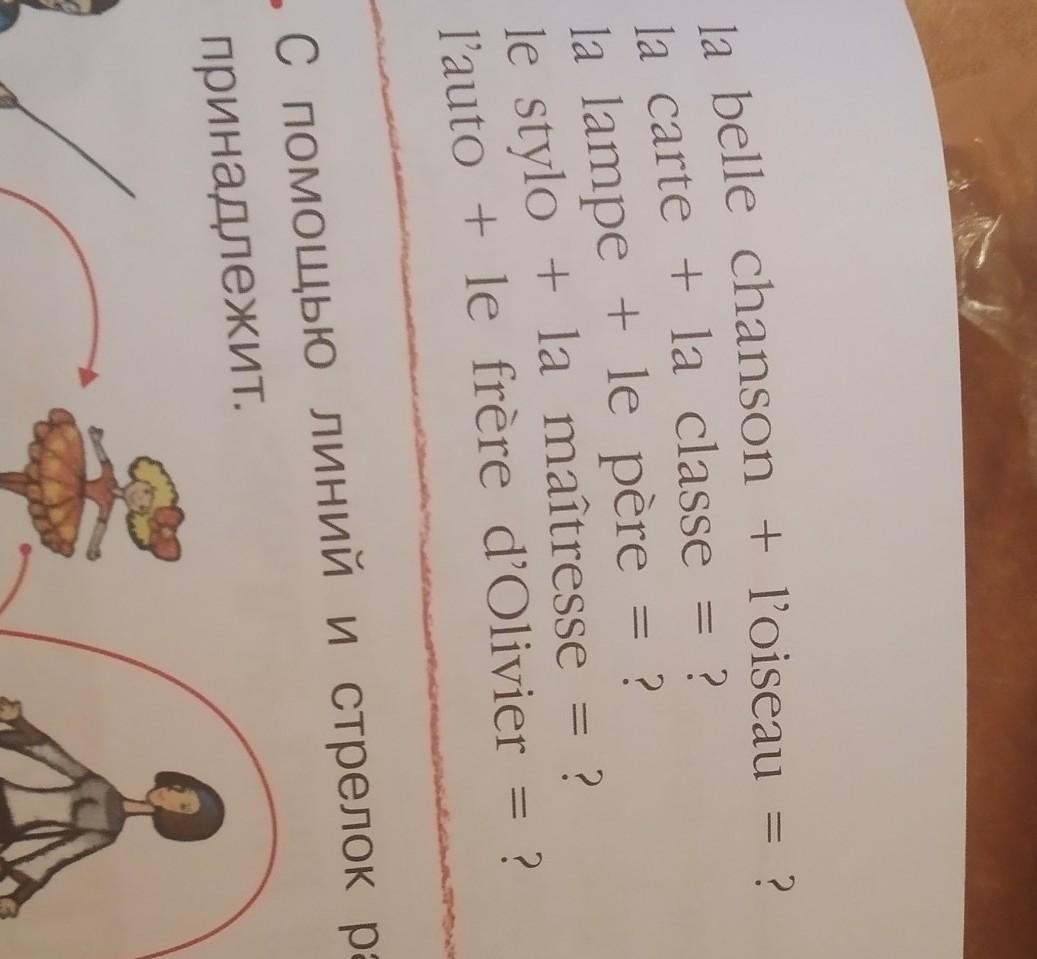 la belle chanson + l'oiseau = ?
la carte + la classe = ?
la lampe + le père = ?
le stylo + la maîtresse = ?
l'auto + le frère d'Olivier = ?
С помощью линий и стрелок
принадлежит.